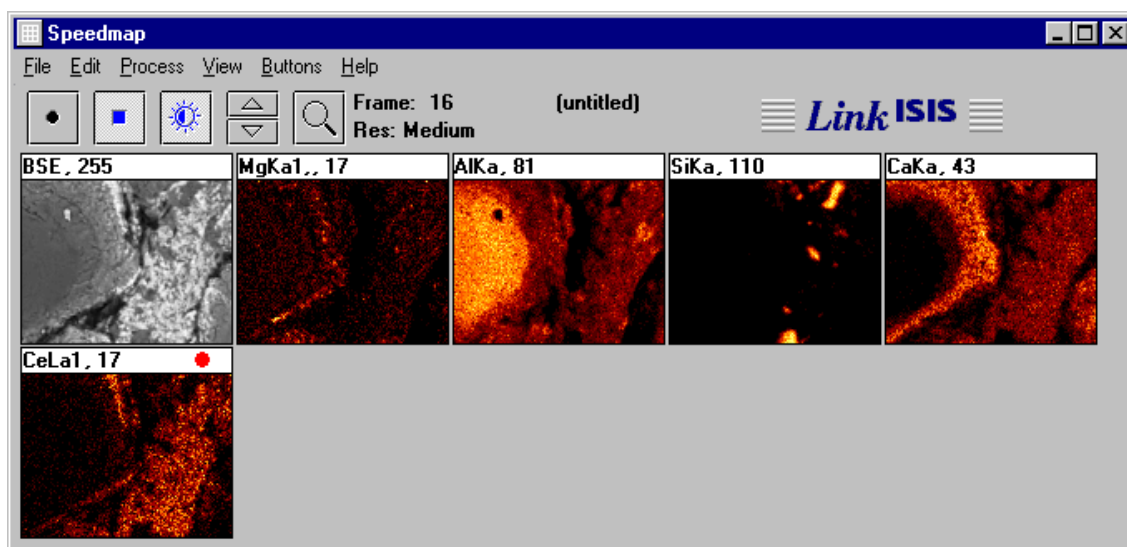 Speedmap
File Edit Process View Buttons Help
Frame: 16 (untitled)
Res: Medium
Link ISIS
BSE, 255 MgKa1,, 17 AlKa, 81 SiKa, 110 CaKa, 43
CeLa1, 17